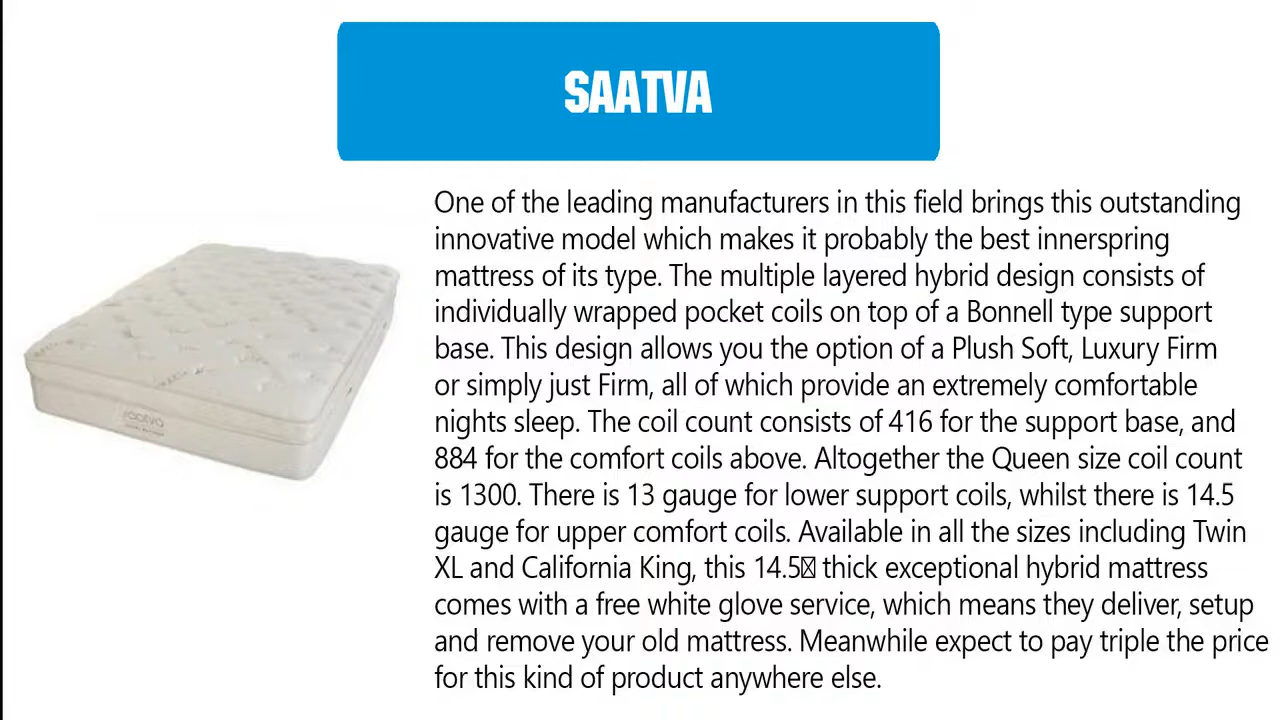 SAATVA
One of the leading manufacturers in this field brings this outstanding
innovative model which makes it probably the best innerspring
mattress of its type. The multiple layered hybrid design consists of
individually wrapped pocket coils on top of a Bonnell type support
base. This design allows you the option of a Plush Soft, Luxury Firm
or simply just Firm, all of which provide an extremely comfortable
nights sleep. The coil count consists of 416 for the support base, and
884 for the comfort coils above. Altogether the Queen size coil count
is 1300. There is 13 gauge for lower support coils, whilst there is 14.5
gauge for upper comfort coils. Available in all the sizes including Twin
XL and California King, this 14.5 thick exceptional hybrid mattress
comes with a free white glove service, which means they deliver, setup
and remove your old mattress. Meanwhile expect to pay triple the price
for this kind of product anywhere else.
saatva